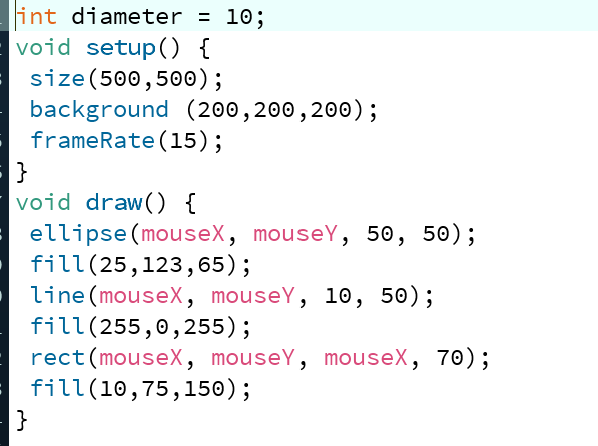 int diameter = 10;
void setup() {
 size(500,500);
 background (200,200,200);
 frameRate(15);
}
void draw() {
 ellipse(mouseX, mouseY, 50, 50);
 fill(25,123,65);
 line(mouseX, mouseY, 10, 50);
 fill(255,0,255);
 rect(mouseX, mouseY, mouseX, 70);
 fill(10,75,150);
}